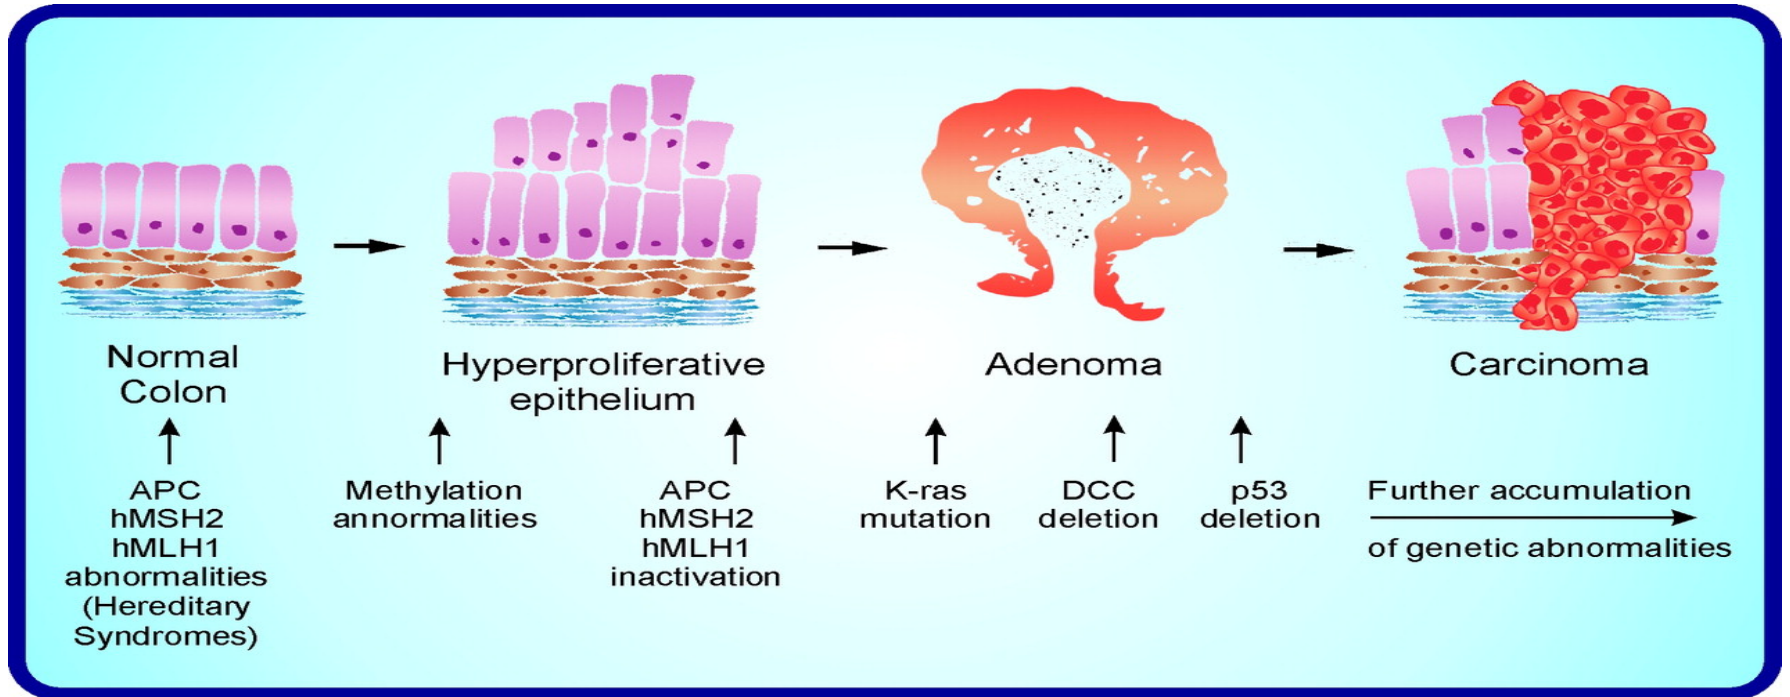 Normal
Colon
Hyperproliferative
epithelium
Adenoma
Carcinoma
APC
hMSH2
hMLH1
abnormalities
(Hereditary
Syndromes)
Methylation
annormalities
APC
hMSH2
hMLH1
inactivation
K-ras
mutation
DCC
deletion
p53
deletion
Further accumulation
of genetic abnormalities